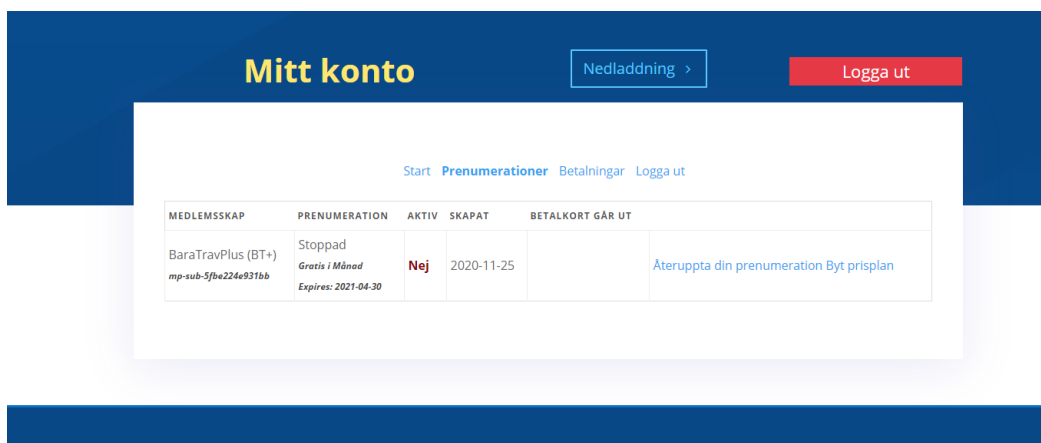 Mitt konto
Nedladdning >
Logga ut
Start Prenumerationer Betalningar Logga ut
MEDLEMSSKAP PRENUMERATION AKTIV SKAPAT BETALKORT GÅR UT
BaraTravPlus (BT+)
mp-sub-5fbe224e931bb
Stoppad
Gratis i Månad
Expires: 2021-04-30
Nej
2020-11-25
Återuppta din prenumeration Byt prisplan